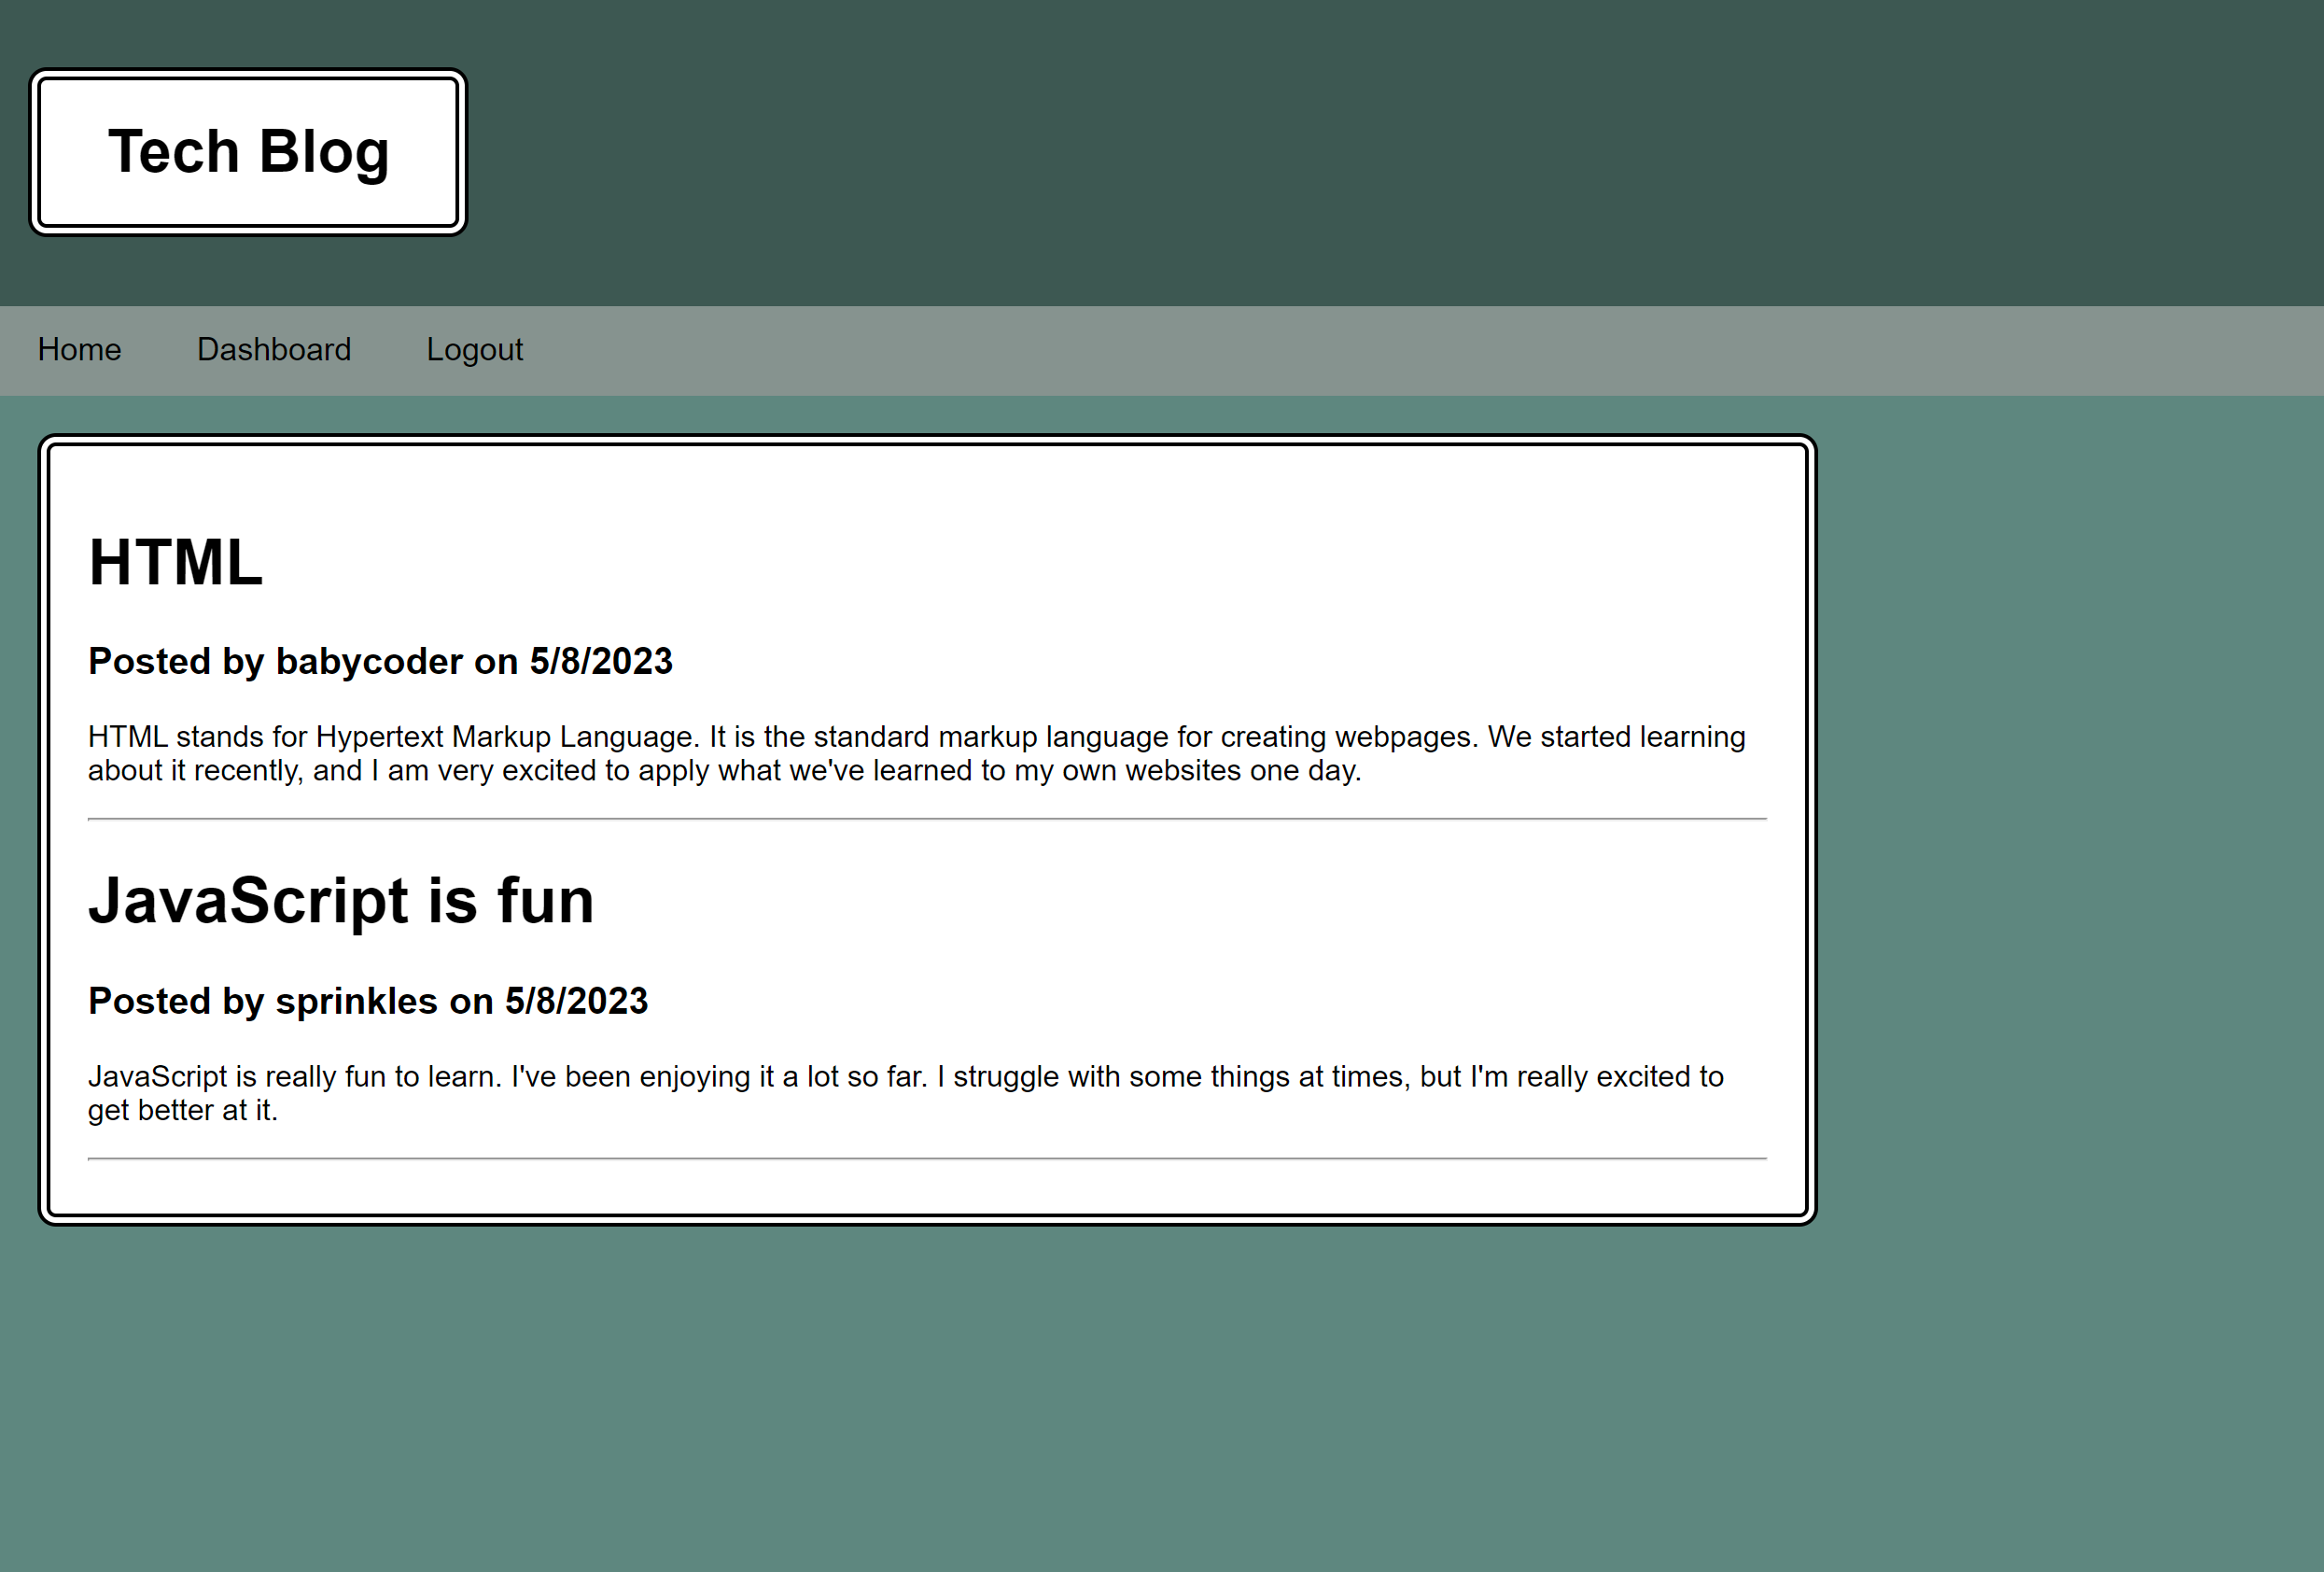 Tech Blog
Home Dashboard Logout
HTML
Posted by babycoder on 5/8/2023
HTML stands for Hypertext Markup Language. It is the standard markup language for creating webpages. We started learning
about it recently, and I am very excited to apply what we've learned to my own websites one day.
JavaScript is fun
Posted by sprinkles on 5/8/2023
JavaScript is really fun to learn. I've been enjoying it a lot so far. I struggle with some things at times, but I'm really excited to
get better at it.